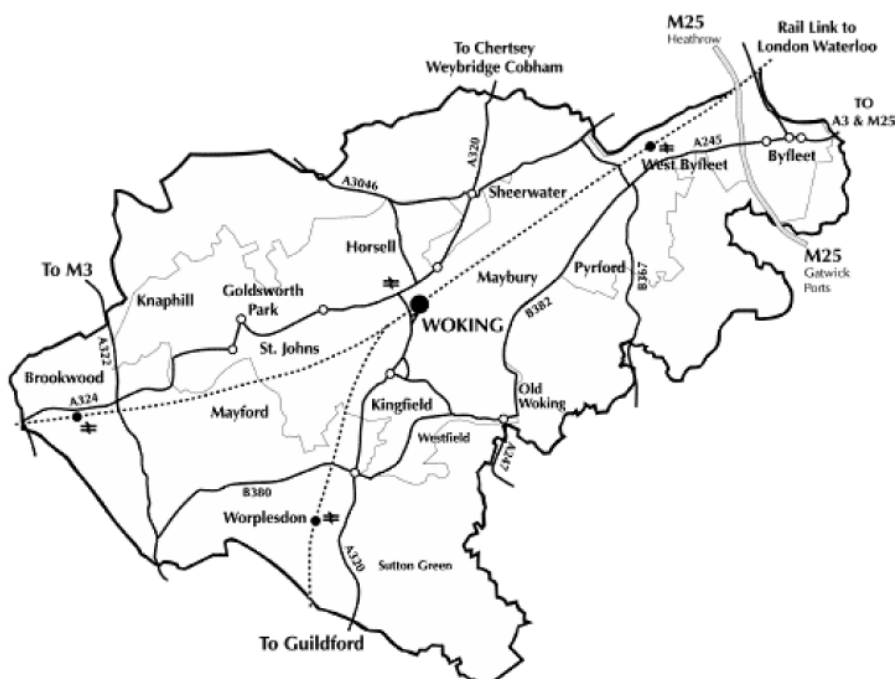 M25
Heathrow
Rail Link to
London Waterloo
To Chertsey
Weybridge Cobham
TO
A3 & M25
A320
A245
West Byfleet
Byfleet
A3046
Sheerwater
Horsell
M25
Gatwick
Ports
To M3
Knaphill
Goldsworth
Park
Maybury
Pyrford
B367
B382
WOKING
St. Johns
A322
Brookwood
A324
Mayford
Kingfield
Old
Woking
Westfield
A247
B380
Worplesdon
A320
Sutton Green
To Guildford